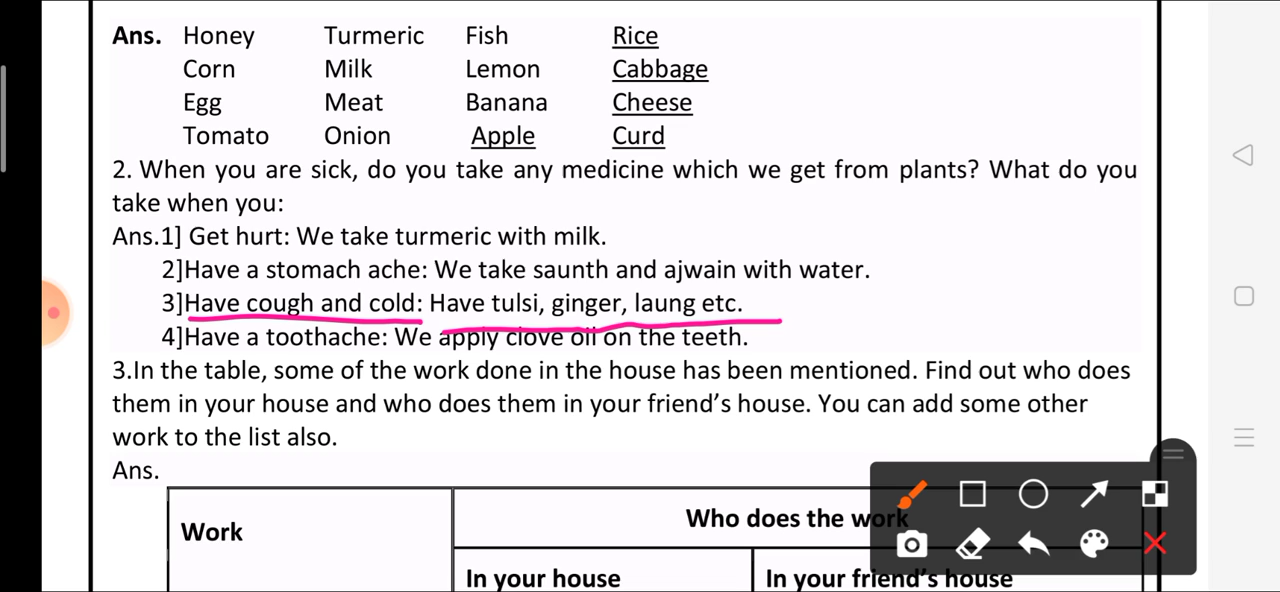 Ans. Honey Turmeric Fish Rice
Corn Milk Lemon Cabbage
Egg Meat Banana Cheese
Tomato Onion Apple Curd
2. When you are sick, do you take any medicine which we get from plants? What do you
take when you:
Ans.1] Get hurt: We take turmeric with milk.
2]Have a stomach ache: We take saunth and ajwain with water.
3]Have cough and cold: Have tulsi, ginger, laung etc.
4]Have a toothache: We apply clove oil on the teeth.
3.In the table, some of the work done in the house has been mentioned. Find out who does
them in your house and who does them in your friend’s house. You can add some other
work to the list also.
Ans.
Work
Who does the work
In your house In your friend’s house